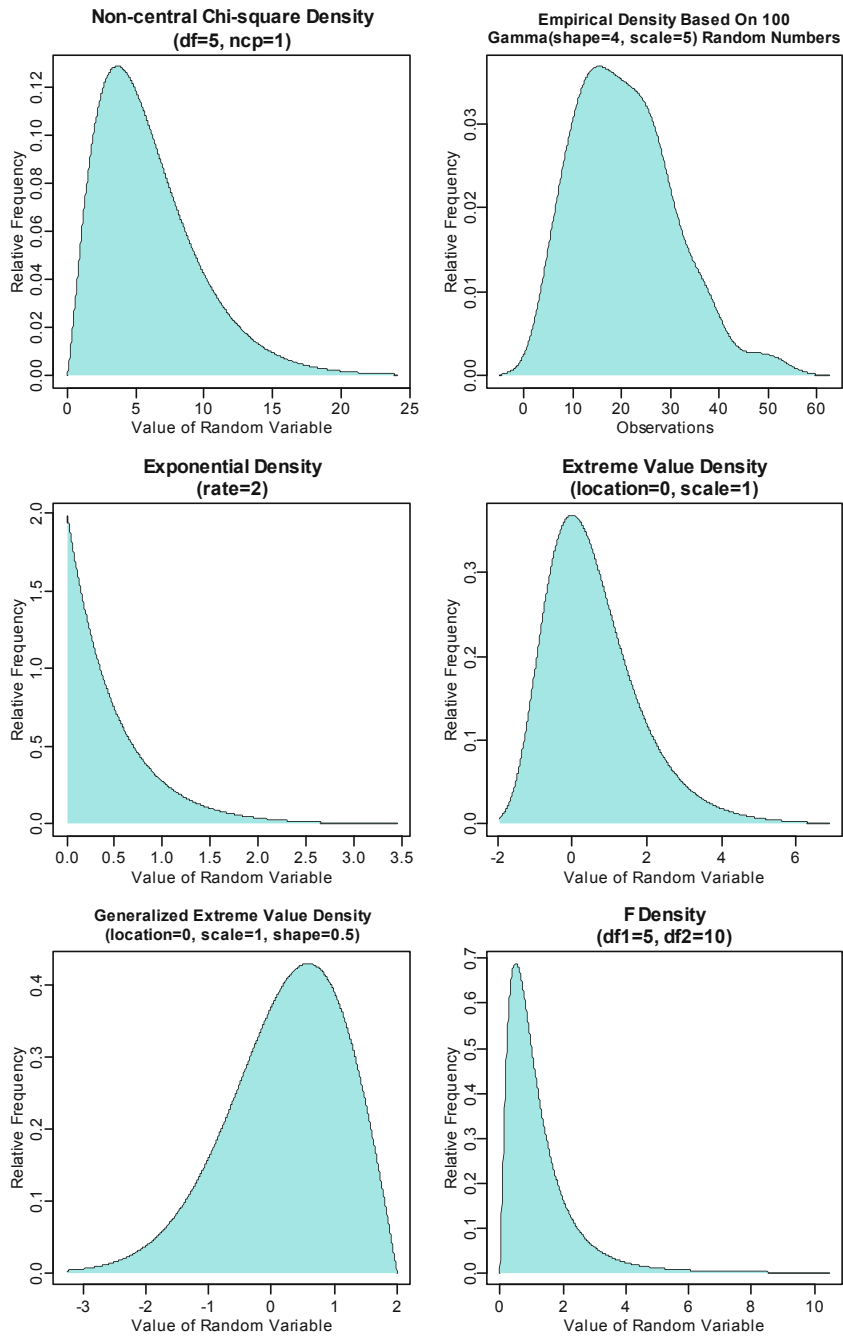 Non-central Chi-square Density
(df=5, ncp=1)
Relative Frequency
0.00 0.02 0.04 0.06 0.08 0.10 0.12
0 5 10 15 20 25
Value of Random Variable
Empirical Density Based On 100
Gamma(shape=4, scale=5) Random Numbers
Relative Frequency
0.00 0.01 0.02 0.03
0 10 20 30 40 50 60
Observations
Exponential Density
(rate=2)
Relative Frequency
0.0 0.5 1.0 1.5 2.0
0.0 0.5 1.0 1.5 2.0 2.5 3.0 3.5
Value of Random Variable
Extreme Value Density
(location=0, scale=1)
Relative Frequency
0.0 0.1 0.2 0.3
-2 0 2 4 6
Value of Random Variable
Generalized Extreme Value Density
(location=0, scale=1, shape=0.5)
Relative Frequency
0.0 0.1 0.2 0.3 0.4
-3 -2 -1 0 1 2
Value of Random Variable
F Density
(df1=5, df2=10)
Relative Frequency
0.0 0.1 0.2 0.3 0.4 0.5 0.6 0.7
0 2 4 6 8 10
Value of Random Variable